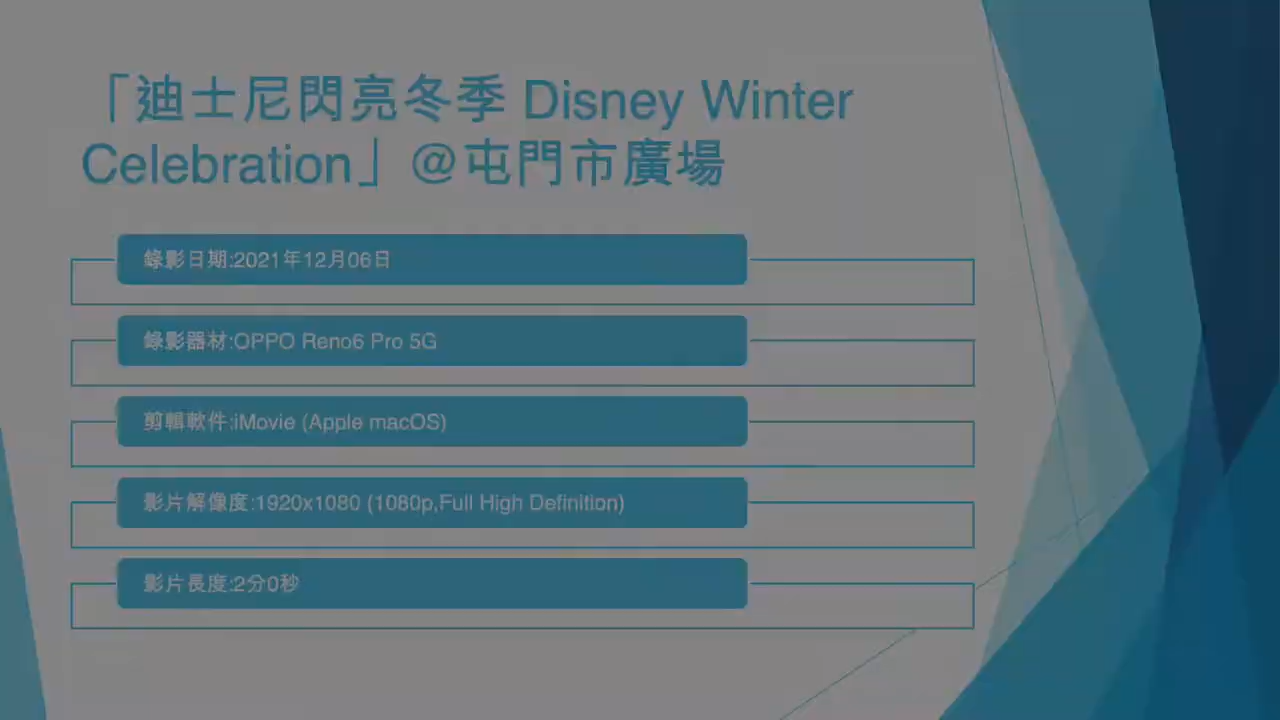 「迪士尼閃亮冬季 Disney Winter
Celebration」@屯門市廣場
錄影日期:2021年12月06日
錄影器材:OPPO Reno6 Pro 5G
剪輯軟件:iMovie (Apple macOS)
影片解像度:1920x1080 (1080p,Full High Definition)
影片長度:2分0秒